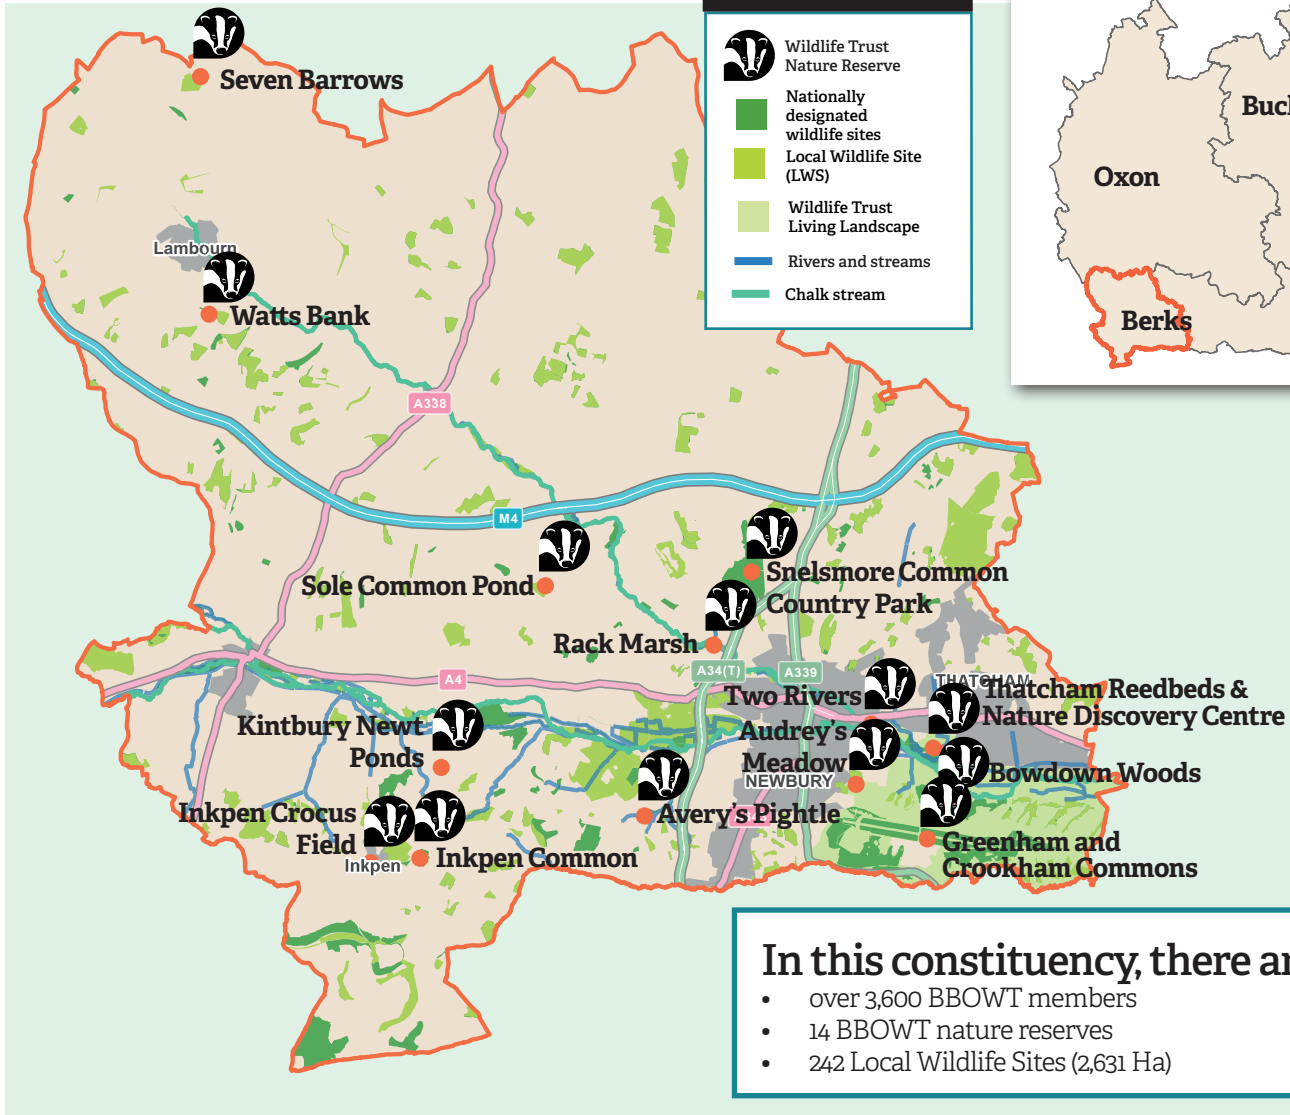 Seven Barrows
Wildlife Trust
Nature Reserve
Nationally
designated
wildlife sites
Local Wildlife Site
(LWS)
Wildlife Trust
Living Landscape
Rivers and streams
Chalk stream
Oxon
Berks
Lambourn
Watts Bank
A338
M4
Sole Common Pond
Snelsmore Common
Country Park
Rack Marsh
A34(T)
A339
A4
Two Rivers
THATCHAM
Thatcham Reedbeds &
Nature Discovery Centre
Kintbury Newt
Ponds
Audrey's
Meadow
NEWBURY
Bowdown Woods
Avery's Pightle
Inkpen Crocus
Field
Inkpen
Inkpen Common
Greenham and
Crookham Commons
In this constituency, there
• over 3,600 BBOWT members
• 14 BBOWT nature reserves
• 242 Local Wildlife Sites (2,631 Ha)